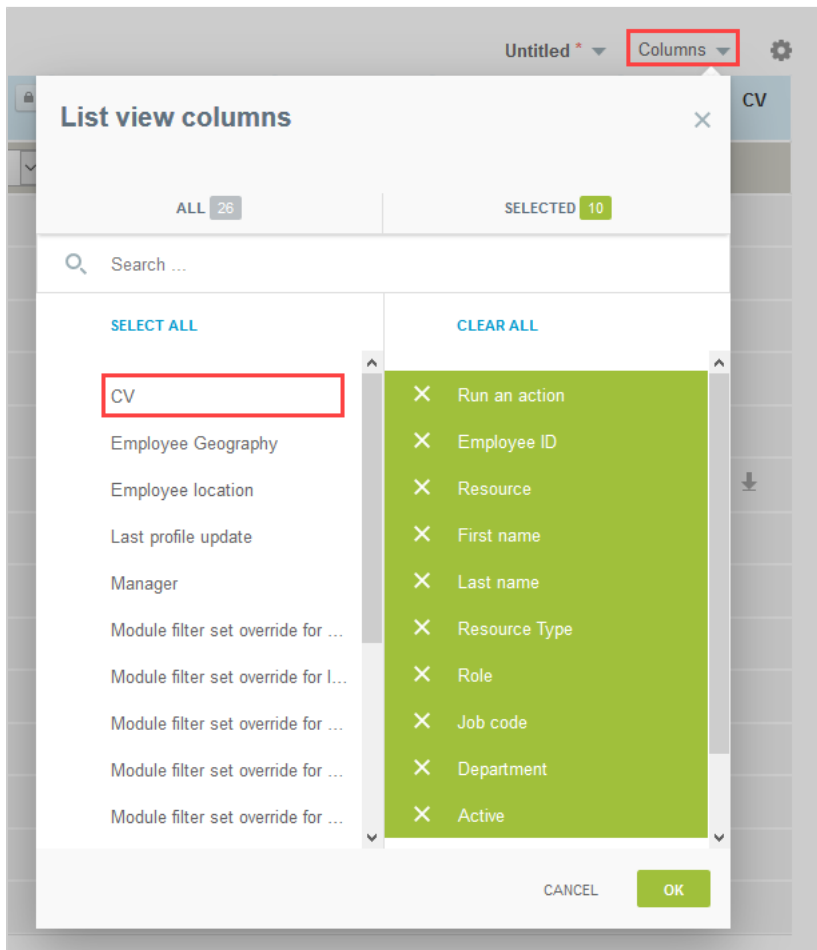 Untitled * Columns
CV
List view columns
ALL 26 SELECTED 10
Search ...
SELECT ALL CLEAR ALL
CV Run an action
Employee Geography Employee ID
Employee location Resource
Last profile update First name
Manager Last name
Module filter set override for ... Resource Type
Module filter set override for l... Role
Module filter set override for ... Job code
Module filter set override for ... Department
Module filter set override for ... Active
CANCEL OK